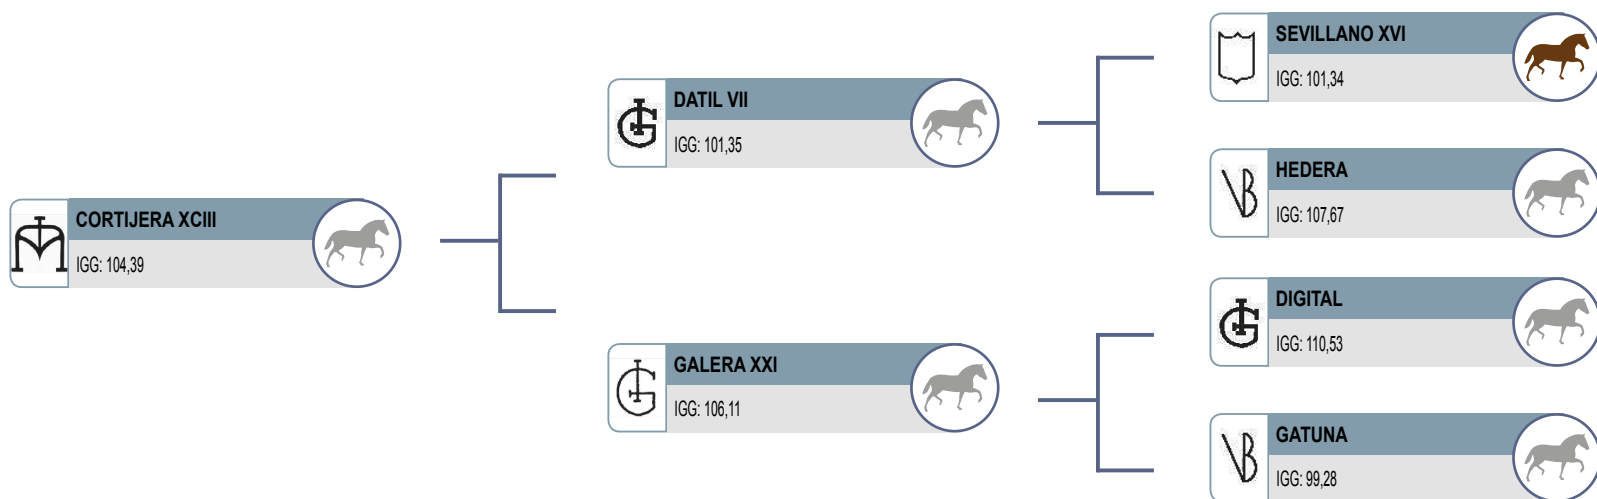 SEVILLANO XVI
IGG: 101,34
DATIL VII
IGG: 101,35
HEDERA
IGG: 107,67
CORTIJERA XCIII
IGG: 104,39
DIGITAL
IGG: 110,53
GALERA XXI
IGG: 106,11
GATUNA
IGG: 99,28